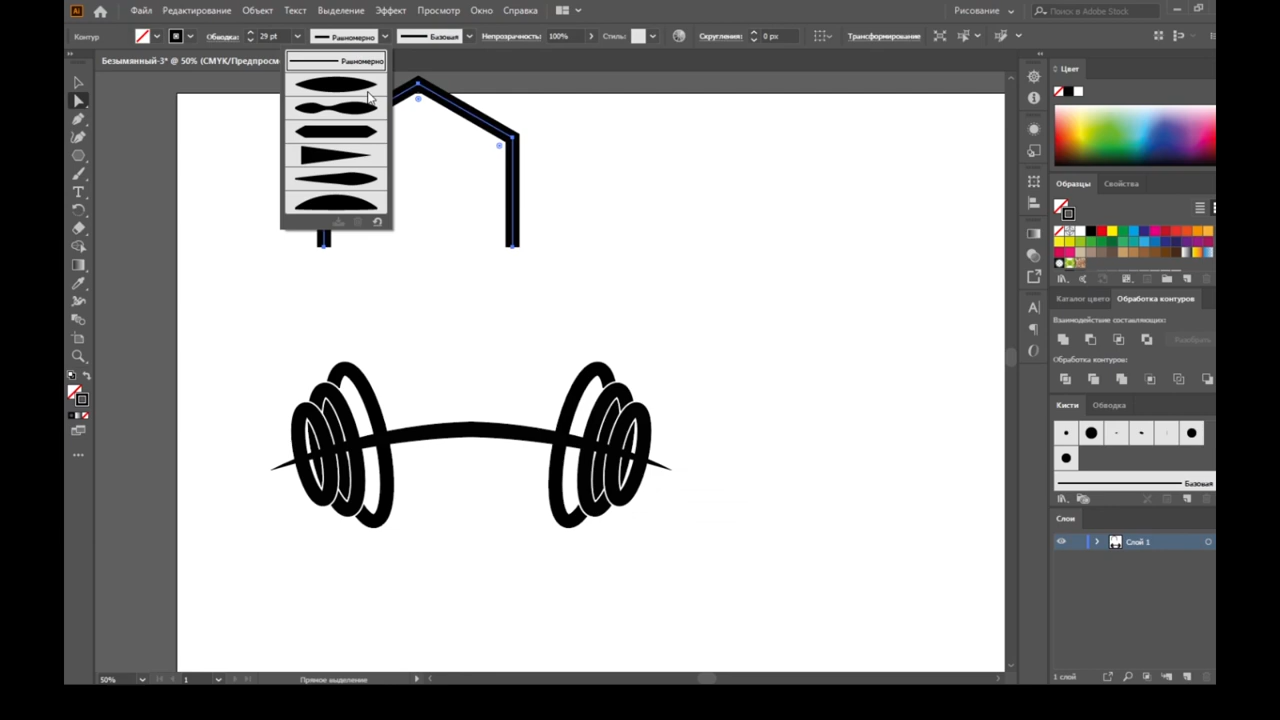 Ai Файл Редактирование Объект Текст Выделение Эффект Просмотр Окно Справка Рисование Поиск в Adobe Stock
Контур Обводка: 29 pt Равномерно Базовая Непрозрачность: 100% Стиль: Скругления: 0 px Трансформирование
Безымянный-3* @ 50% (CMYK/Предпросм
Равномерно
Цвет
Образцы Свойства
Каталог цвето Обработка контуров
Взаимодействие составляющих:
Разобрать
Обработка контуров:
Кисти Обводка
Базовая
Слои
Слой 1
50% 1 Прямое выделение 1 слой